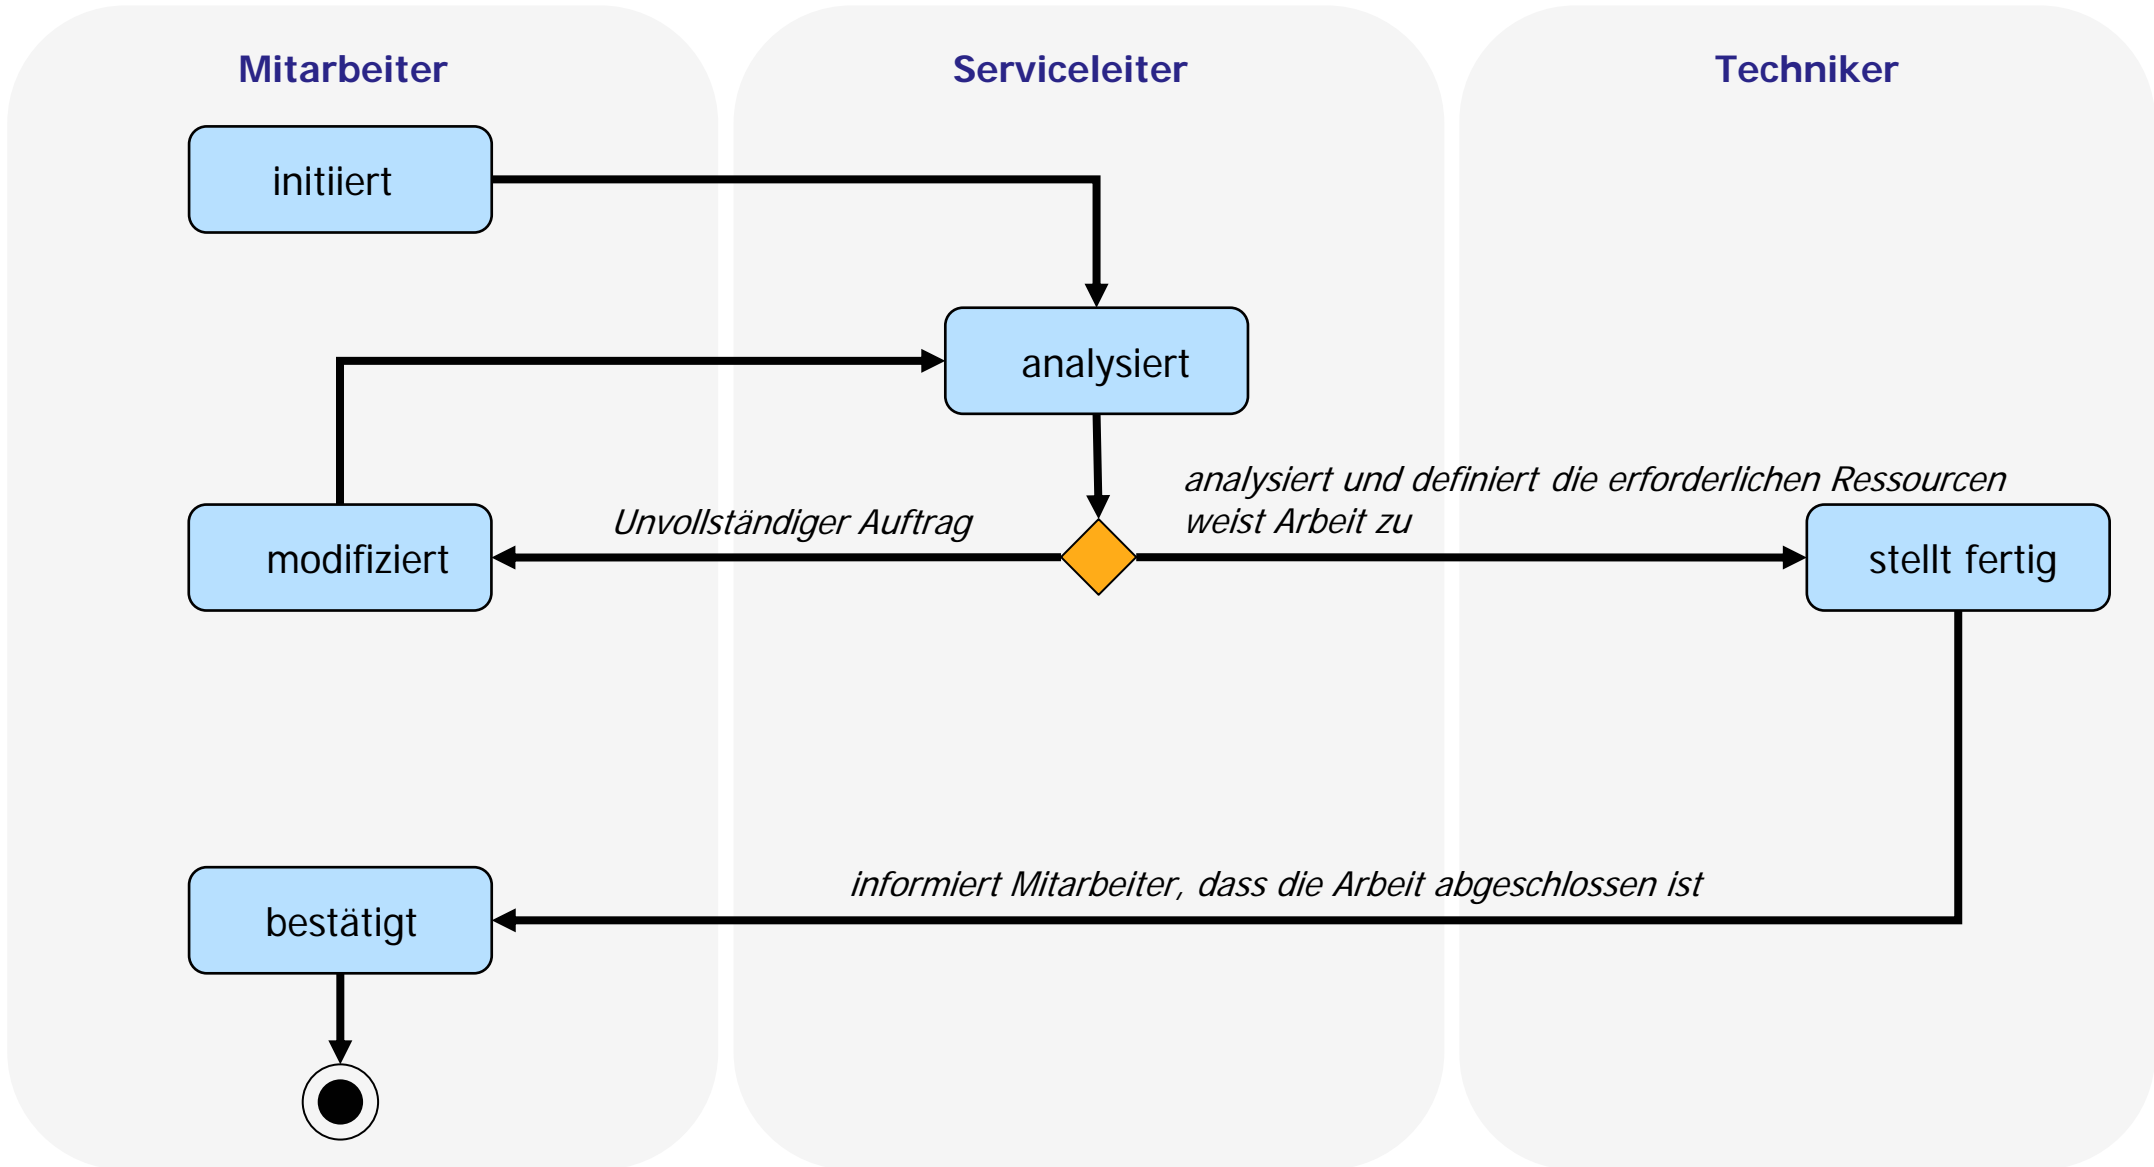 Mitarbeiter
Serviceleiter
Techniker
initiiert
analysiert
analysiert und definiert die erforderlichen Ressourcen
weist Arbeit zu
Unvollständiger Auftrag
modifiziert
stellt fertig
informiert Mitarbeiter, dass die Arbeit abgeschlossen ist
bestätigt